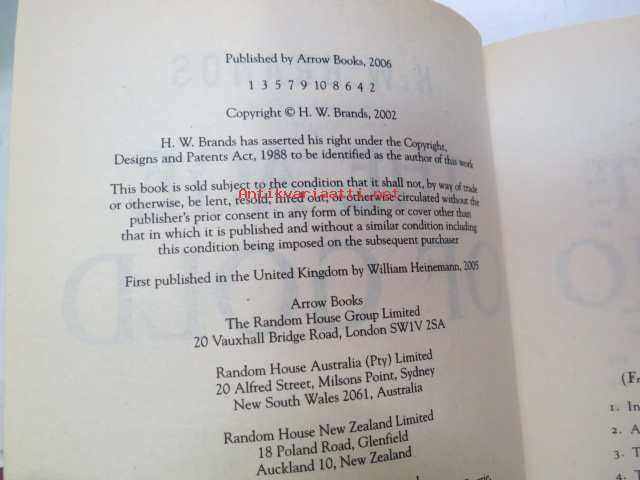 Published by Arrow Books, 2006
1 3 5 7 9 10 8 6 4 2
Copyright © H. W. Brands, 2002
H. W. Brands has asserted his right under the Copyright,
Designs and Patents Act, 1988 to be identified as the author of this work
This book is sold subject to the condition that it shall not, by way of trade
or otherwise, be lent, resold, hired out, or otherwise circulated without the
Antikvariaatti.net
publisher's prior consent in any form of binding or cover other than
that in which it is published and without a similar condition including
this condition being imposed on the subsequent purchaser
First published in the United Kingdom by William Heinemann, 2005
Arrow Books
The Random House Group Limited
20 Vauxhall Bridge Road, London SW1V 2SA
Random House Australia (Pty) Limited
20 Alfred Street, Milsons Point, Sydney
New South Wales 2061, Australia
Random House New Zealand Limited
18 Poland Road, Glenfield
Auckland 10, New Zealand
1. In
2. A
3. T
4. T